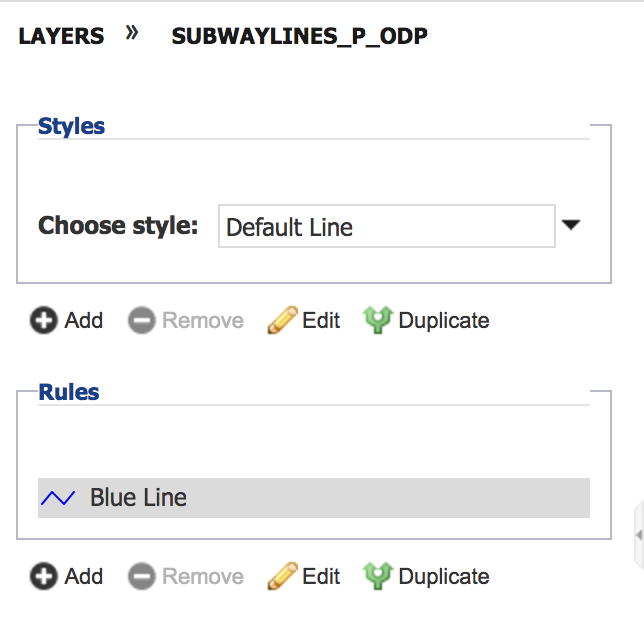 LAYERS » SUBWAYLINES_P_ODP
Styles
Choose style: Default Line
Add Remove Edit Duplicate
Rules
Blue Line
Add Remove Edit Duplicate